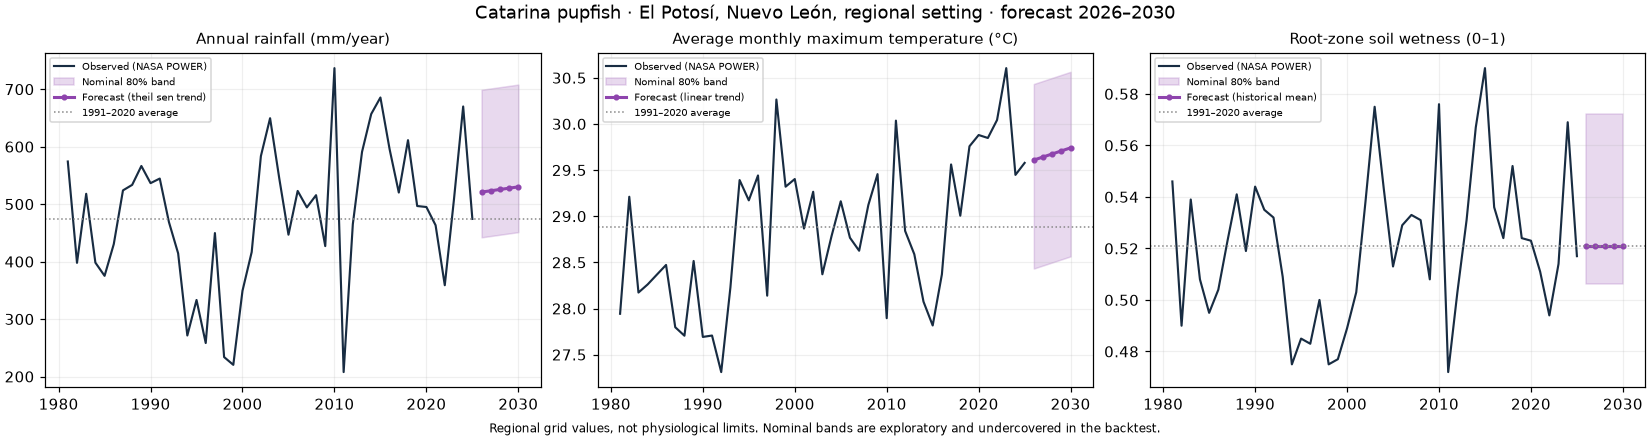 Catarina pupfish · El Potosí, Nuevo León, regional setting · forecast 2026–2030
Annual rainfall (mm/year)
Observed (NASA POWER)
Nominal 80% band
Forecast (theil sen trend)
1991–2020 average
700
600
500
400
300
200
1980 1990 2000 2010 2020 2030
Average monthly maximum temperature (°C)
Observed (NASA POWER)
Nominal 80% band
Forecast (linear trend)
1991–2020 average
30.5
30.0
29.5
29.0
28.5
28.0
27.5
1980 1990 2000 2010 2020 2030
Root-zone soil wetness (0–1)
Observed (NASA POWER)
Nominal 80% band
Forecast (historical mean)
1991–2020 average
0.58
0.56
0.54
0.52
0.50
0.48
1980 1990 2000 2010 2020 2030
Regional grid values, not physiological limits. Nominal bands are exploratory and undercovered in the backtest.